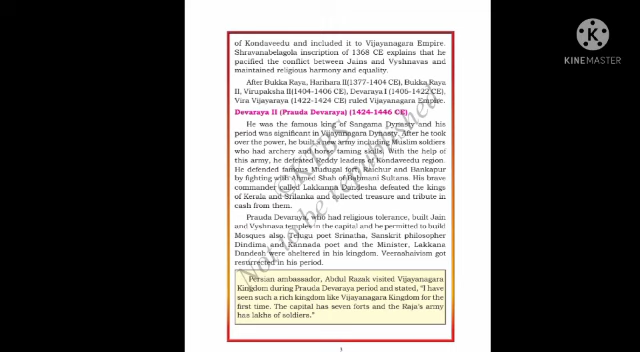 of Kondaveedu and included it to Vijayanagara Empire.
Shravanabelagola inscription of 1368 CE explains that he
pacified the conflict between Jains and Vyshnavas and
maintained religious harmony and equality.
After Bukka Raya, Harihara II(1377-1404 CE), Bukka Raya
II, Virupaksha II(1404-1406 CE), Devaraya I (1406-1422 CE),
Vira Vijayaraya (1422-1424 CE) ruled Vijayanagara Empire.
Devaraya II (Prauda Devaraya) (1424-1446 CE)
He was the famous king of Sangama Dynasty and his
period was significant in Vijayanagara Dynasty. After he took
over the power, he built a new army including Muslim soldiers
who had archery and horse taming skills. With the help of
this army, he defeated Reddy leaders of Kondaveedu region.
He defended famous Mudugal fort, Raichur and Bankapur
by fighting with Ahmed Shah of Bahmani Sultans. His brave
commander called Lakkanna Dandesha defeated the kings
of Kerala and Srilanka and collected treasure and tribute in
cash from them.
Prauda Devaraya, who had religious tolerance, built Jain
and Vyshnava temples in the capital and he permitted to build
Mosques also. Telugu poet Srinatha, Sanskrit philosopher
Dindima and Kannada poet and the Minister, Lakkana
Dandesh were sheltered in his kingdom. Veerashaivism got
resurrected in his period.
Persian ambassador, Abdul Razak visited Vijayanagara
Kingdom during Prauda Devaraya period and stated, "I have
seen such a rich kingdom like Vijayanagara Kingdom for the
first time. The capital has seven forts and the Raja's army
has lakhs of soldiers."
Not to be republished
KINEMASTER